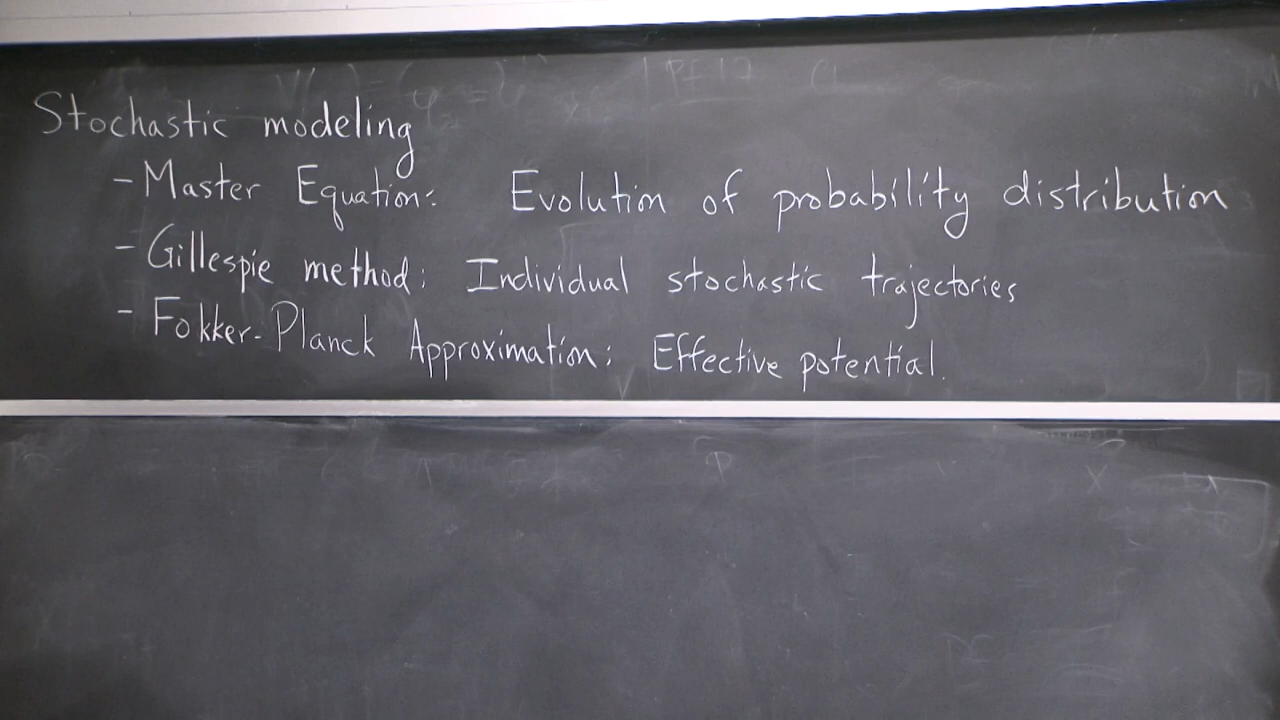 Stochastic modeling
- Master Equation: Evolution of probability distribution
- Gillespie method: Individual stochastic trajectories
- Fokker-Planck Approximation: Effective potential.